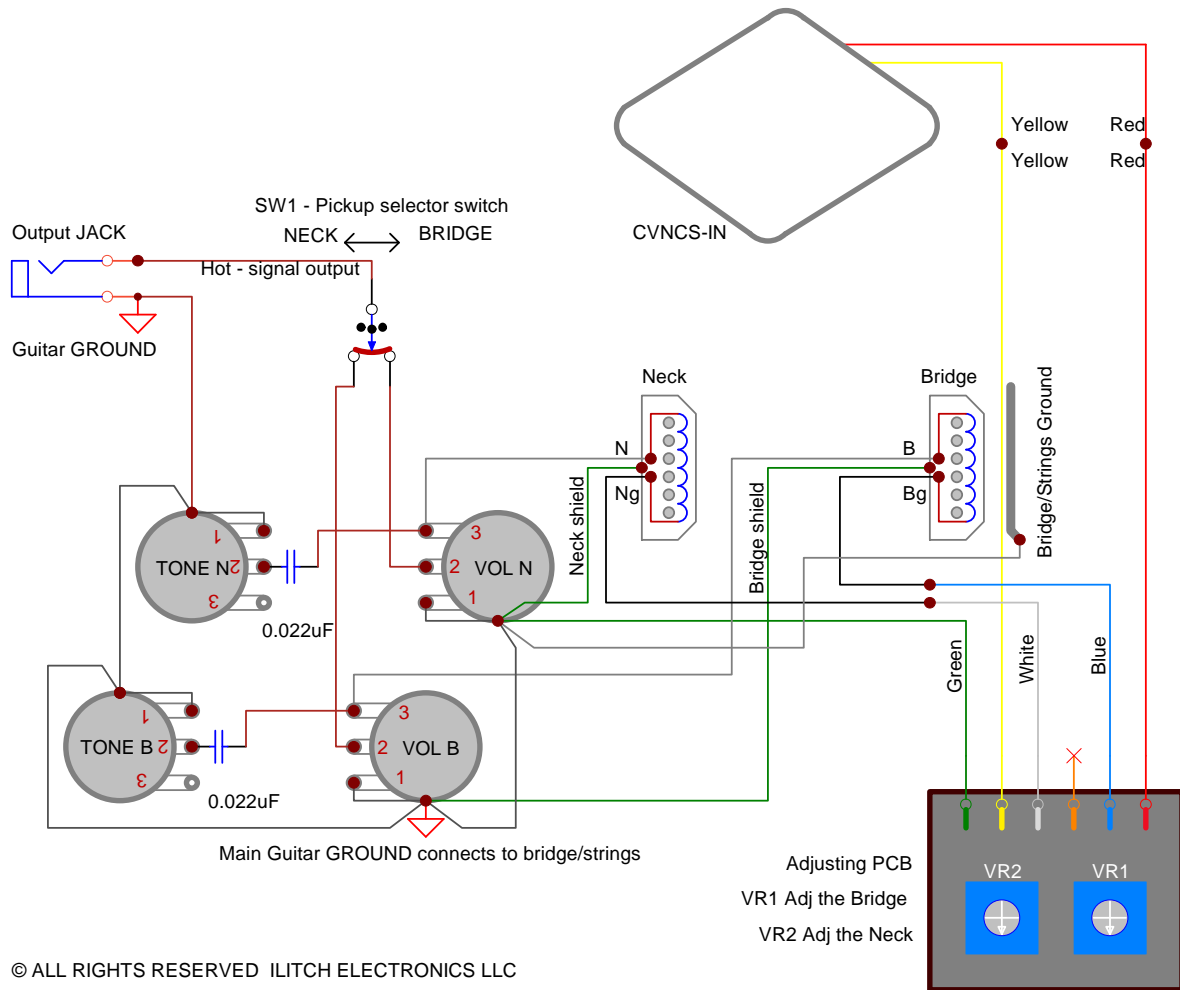 Yellow
Red
Yellow
Red
SW1 - Pickup selector switch
NECK
BRIDGE
Output JACK
CVNCS-IN
Hot - signal output
Guitar GROUND
Neck
Bridge
N
B
Ng
Bg
Neck shield
Bridge shield
Bridge/Strings Ground
1
TONE N
2
3
3
2
VOL N
1
0.022uF
Green
White
Blue
1
TONE B
2
3
3
2
VOL B
1
0.022uF
Main Guitar GROUND connects to bridge/strings
Adjusting PCB
VR2
VR1
VR1 Adj the Bridge
VR2 Adj the Neck
© ALL RIGHTS RESERVED ILITCH ELECTRONICS LLC